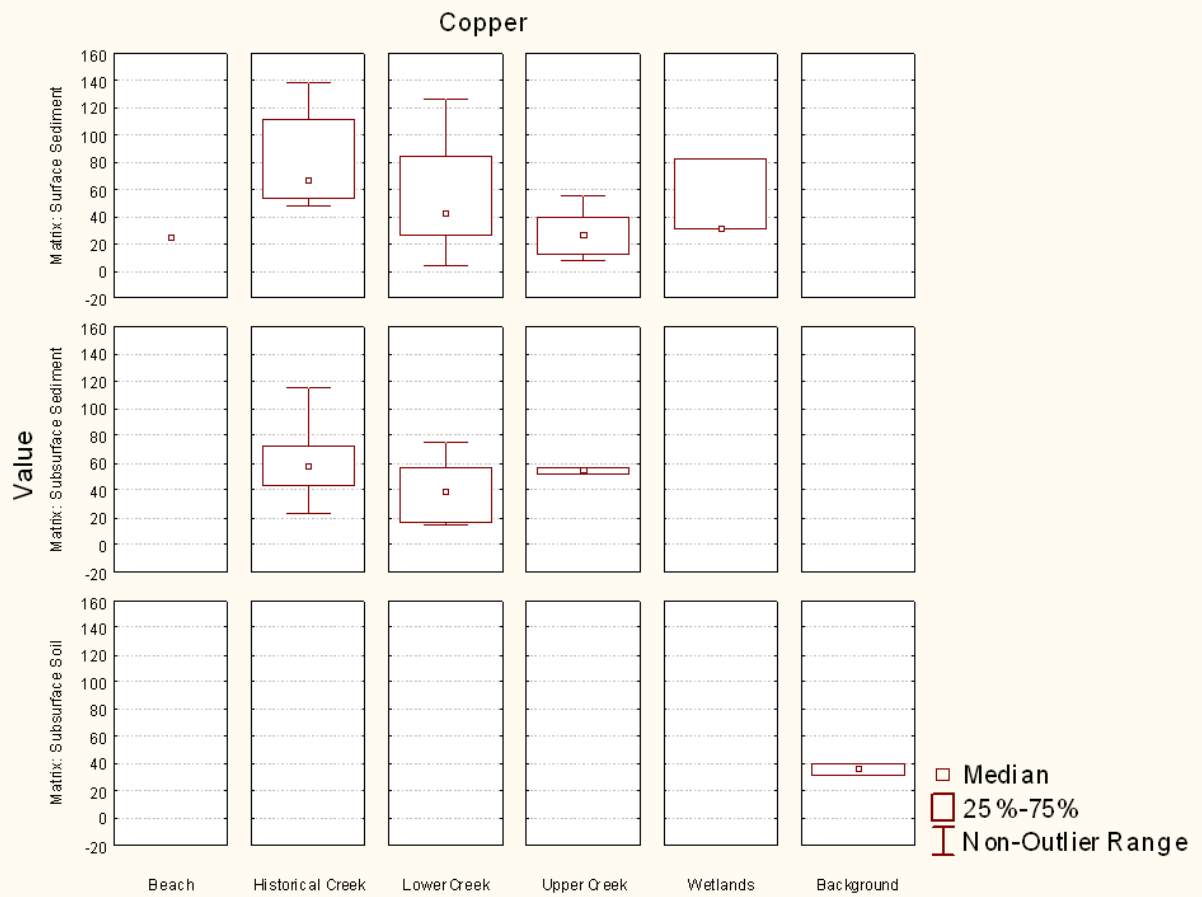 Copper
Value
Matrix: Surface Sediment
160
140
120
100
80
60
40
20
0
-20
Matrix: Subsurface Sediment
160
140
120
100
80
60
40
20
0
-20
Matrix: Subsurface Soil
160
140
120
100
80
60
40
20
0
-20
Beach
Historical Creek
Lower Creek
Upper Creek
Wetlands
Background
Median
25%-75%
Non-Outlier Range